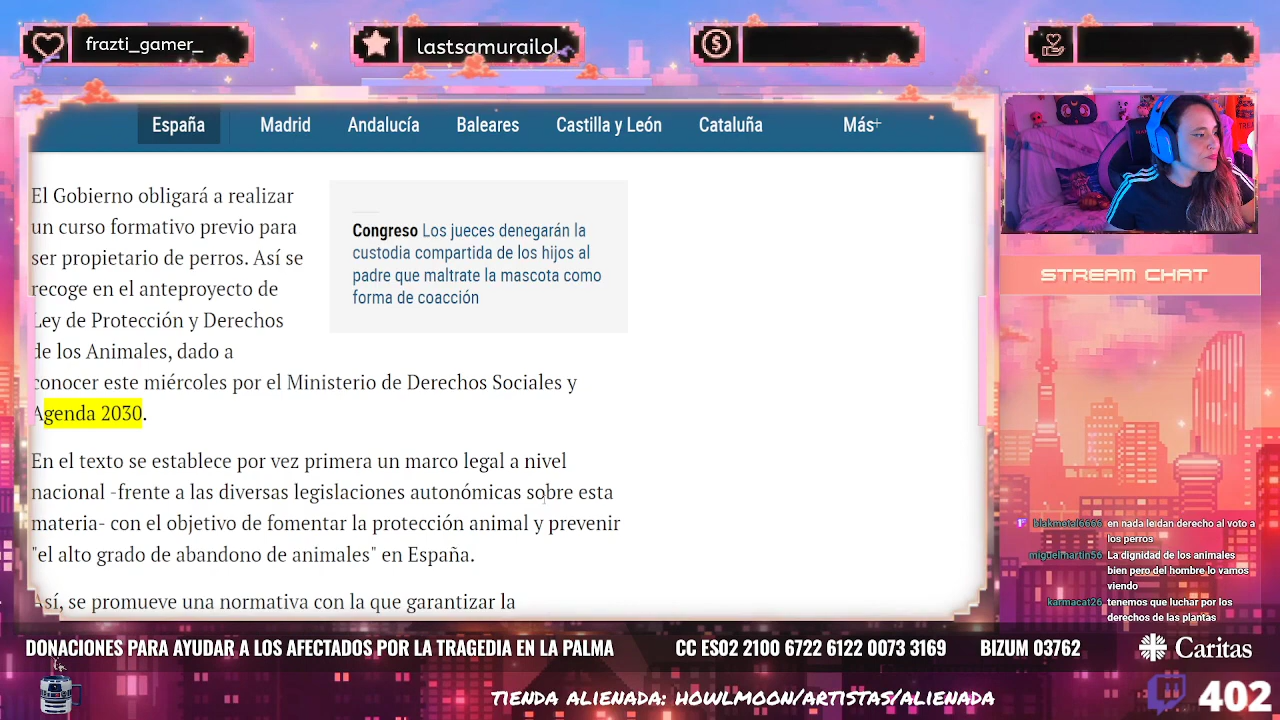 frazti_gamer_
lastsamurailol
España Madrid Andalucía Baleares Castilla y León Cataluña Más+
El Gobierno obligará a realizar
un curso formativo previo para
ser propietario de perros. Así se
recoge en el anteproyecto de
Ley de Protección y Derechos
de los Animales, dado a
conocer este miércoles por el Ministerio de Derechos Sociales y
Agenda 2030.
Congreso Los jueces denegarán la
custodia compartida de los hijos al
padre que maltrate la mascota como
forma de coacción
En el texto se establece por vez primera un marco legal a nivel
nacional -frente a las diversas legislaciones autonómicas sobre esta
materia- con el objetivo de fomentar la protección animal y prevenir
"el alto grado de abandono de animales" en España.
Así, se promueve una normativa con la que garantizar la
STREAM CHAT
blakmetal6666 en nada le dan derecho al voto a
los perros
miguelmartin56 La dignidad de los animales
bien pero del hombre lo vamos
viendo
karmacat26 tenemos que luchar por los
derechos de las plantas
DONACIONES PARA AYUDAR A LOS AFECTADOS POR LA TRAGEDIA EN LA PALMA CC ES02 2100 6722 6122 0073 3169 BIZUM 03762 Caritas
TIENDA ALIENADA: HOWLMOON/ARTISTAS/ALIENADA
402